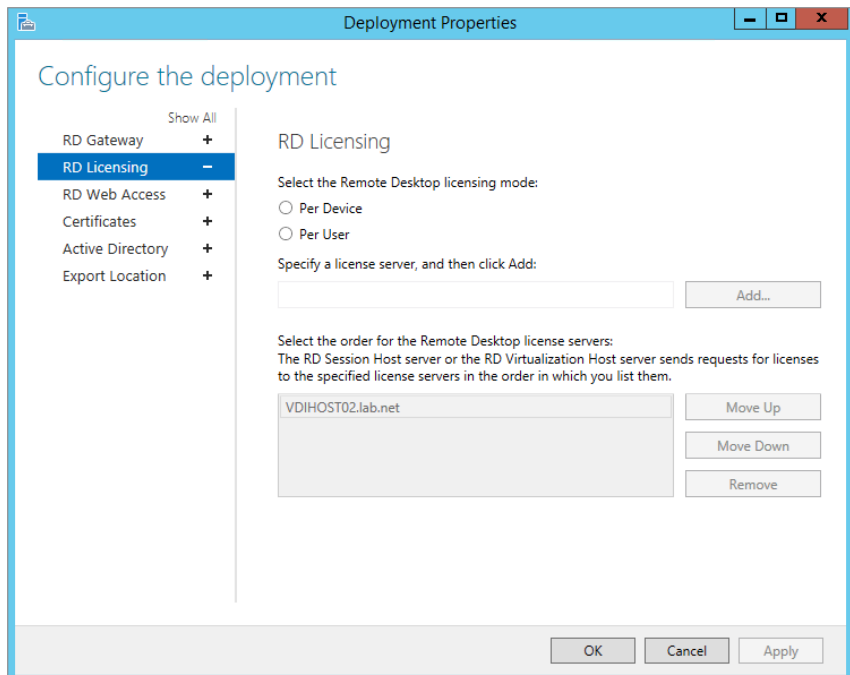 Deployment Properties
Configure the deployment
Show All
RD Gateway +
RD Licensing –
RD Web Access +
Certificates +
Active Directory +
Export Location +
RD Licensing
Select the Remote Desktop licensing mode:
Per Device
Per User
Specify a license server, and then click Add:
Add...
Select the order for the Remote Desktop license servers:
The RD Session Host server or the RD Virtualization Host server sends requests for licenses
to the specified license servers in the order in which you list them.
VDIHOST02.lab.net
Move Up
Move Down
Remove
OK Cancel Apply